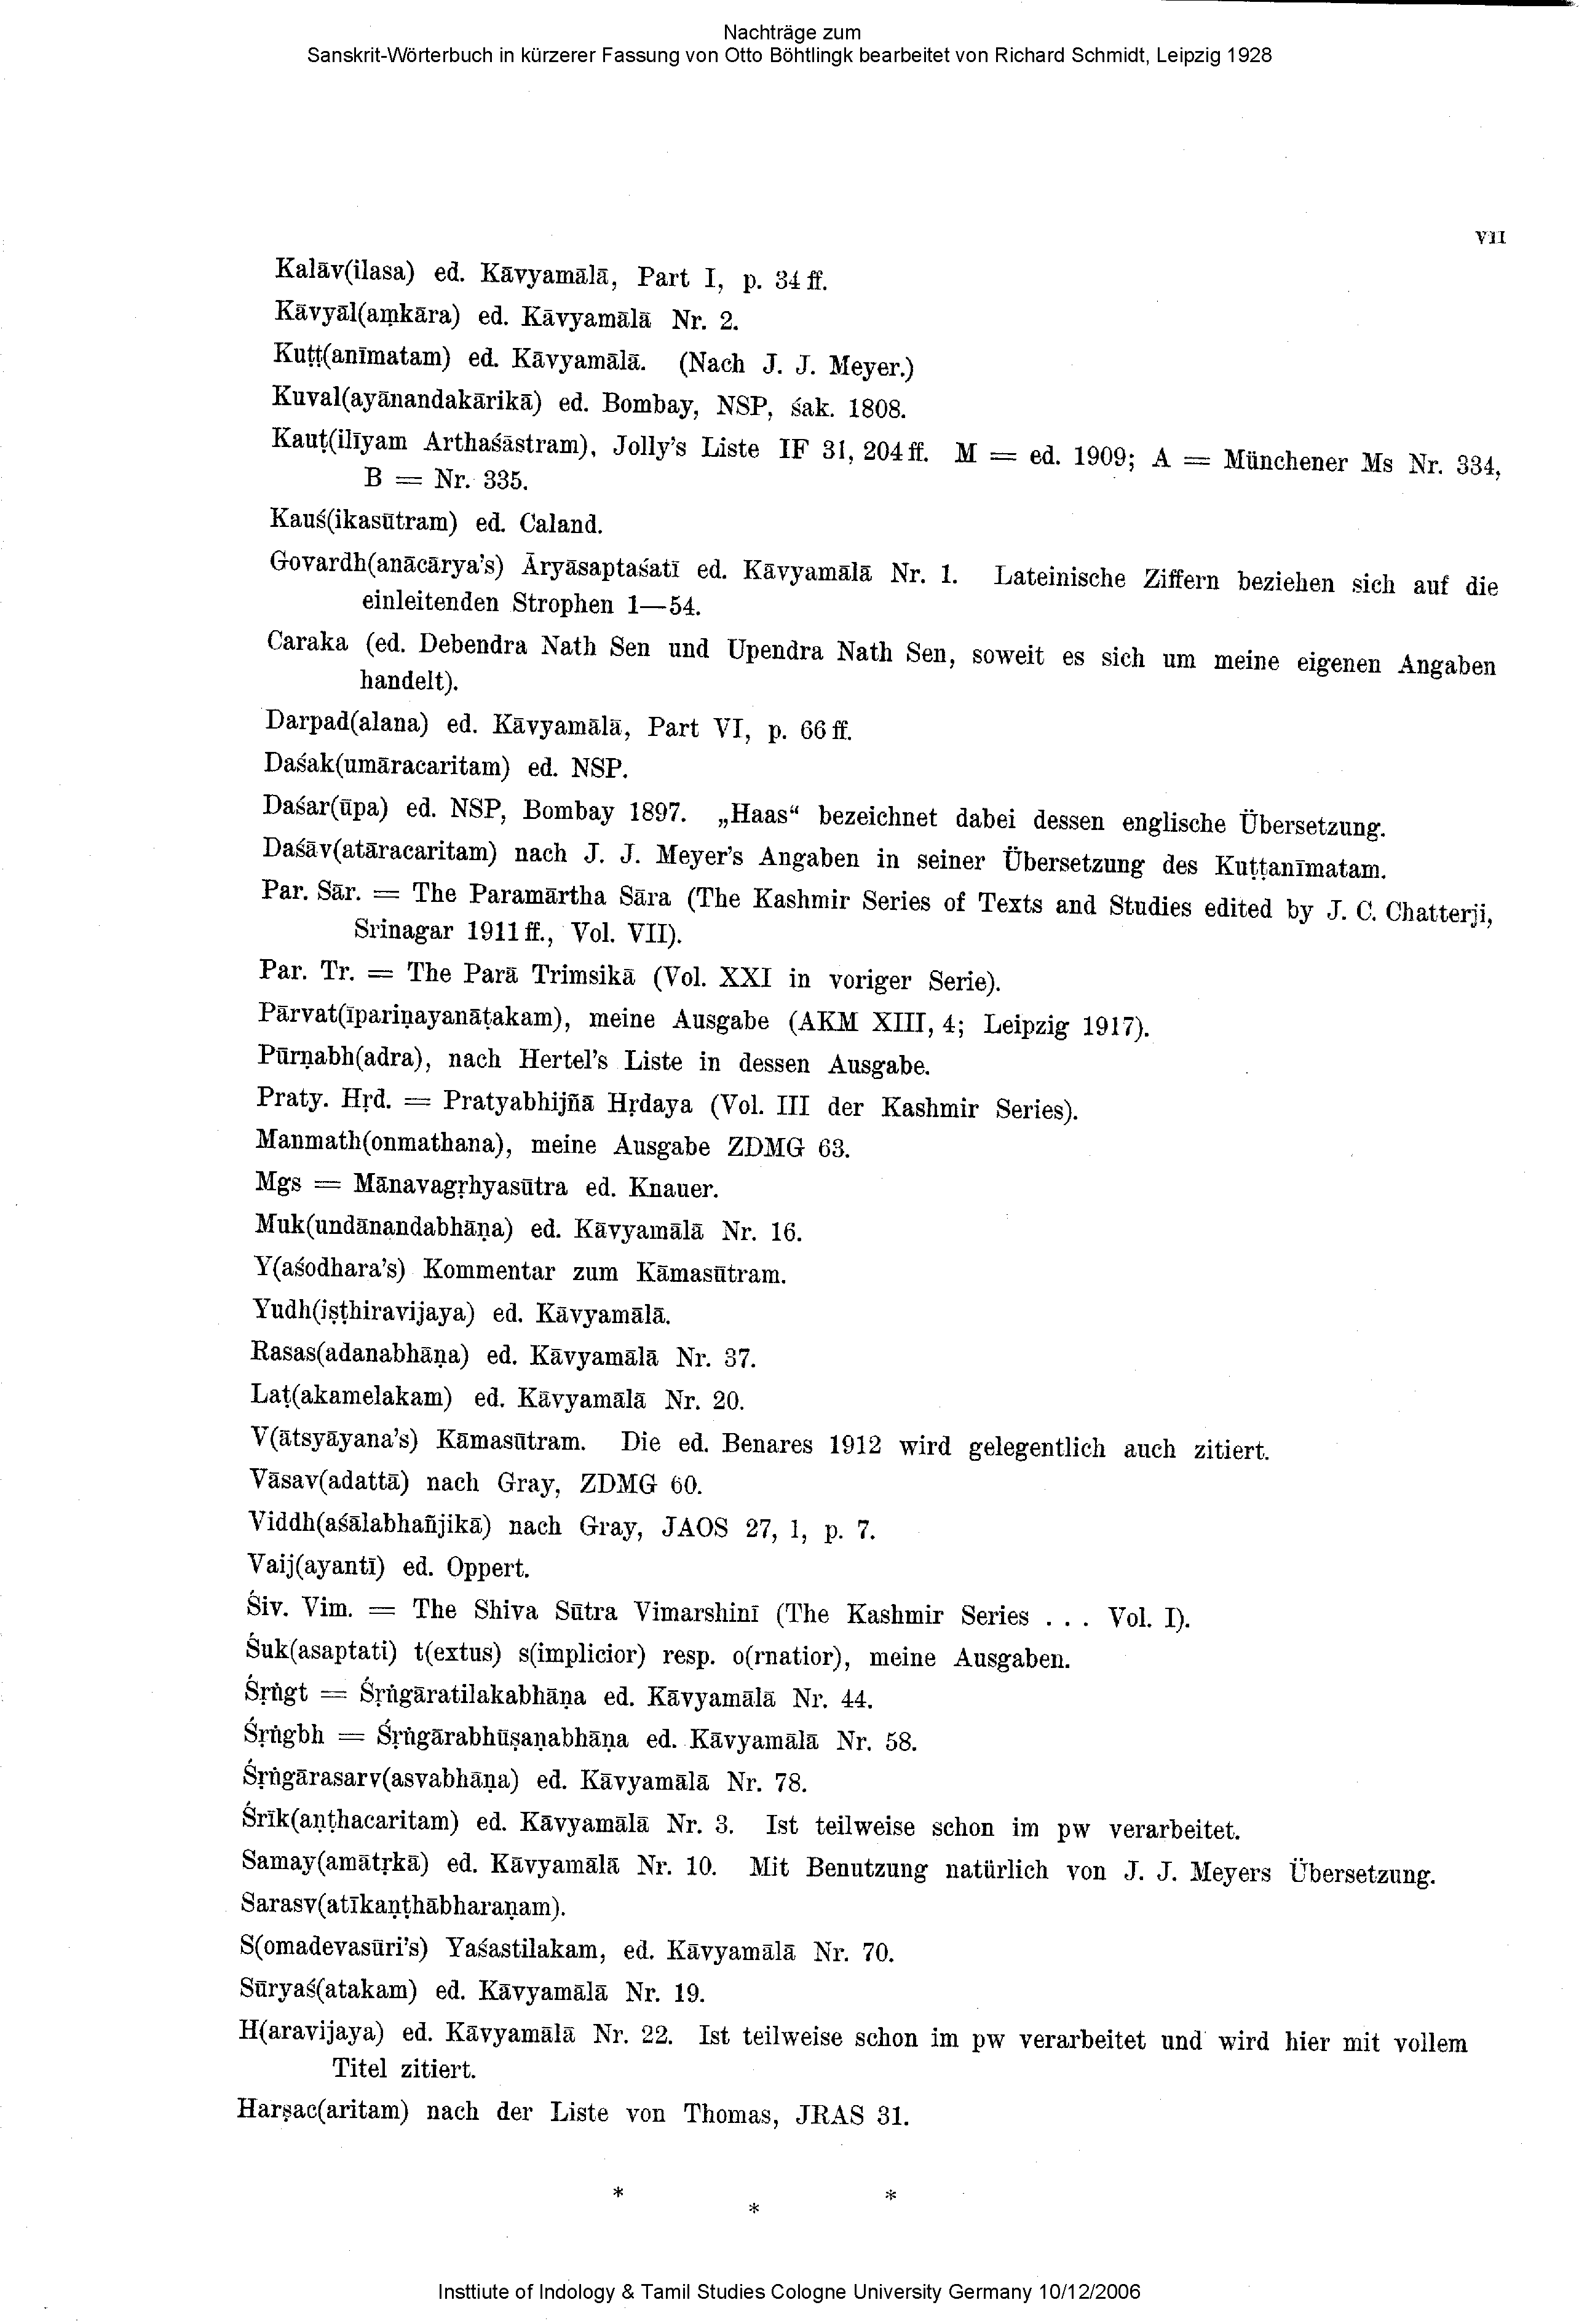 Nachträge zum
Sanskrit-Wörterbuch in kürzerer Fassung von Otto Böhtlingk bearbeitet von Richard Schmidt, Leipzig 1928
VII
Kalāv(ilasa) ed. Kāvyamālā, Part I, p. 34 ff.
Kāvyāl(aṃkāra) ed. Kāvyamālā Nr. 2.
Kuṭṭ(anīmatam) ed. Kāvyamālā. (Nach J. J. Meyer.)
Kuval(ayānandakārikā) ed. Bombay, NSP, śak. 1808.
Kauṭ(ilīyam Arthaśāstram), Jolly's Liste IF 31, 204 ff. M = ed. 1909; A = Münchener Ms Nr. 334,
B = Nr. 335.
Kauś(ikasūtram) ed. Caland.
Govardh(anācārya's) Āryāsaptaśatī ed. Kāvyamālā Nr. 1. Lateinische Ziffern beziehen sich auf die
einleitenden Strophen 1—54.
Caraka (ed. Debendra Nath Sen und Upendra Nath Sen, soweit es sich um meine eigenen Angaben
handelt).
Darpad(alana) ed. Kāvyamālā, Part VI, p. 66 ff.
Daśak(umāracaritam) ed. NSP.
Daśar(ūpa) ed. NSP, Bombay 1897. „Haas“ bezeichnet dabei dessen englische Übersetzung.
Daśāv(atāracaritam) nach J. J. Meyer's Angaben in seiner Übersetzung des Kuṭṭanīmatam.
Par. Sār. = The Paramārtha Sāra (The Kashmir Series of Texts and Studies edited by J. C. Chatterji,
Srinagar 1911 ff., Vol. VII).
Par. Tr. = The Parā Trimsikā (Vol. XXI in voriger Serie).
Pārvat(īpariṇayanāṭakam), meine Ausgabe (AKM XIII, 4; Leipzig 1917).
Pūrṇabh(adra), nach Hertel's Liste in dessen Ausgabe.
Praty. Hṛd. = Pratyabhijñā Hṛdaya (Vol. III der Kashmir Series).
Manmath(onmathana), meine Ausgabe ZDMG 63.
Mgs = Mānavagṛhyasūtra ed. Knauer.
Muk(undānandabhāṇa) ed. Kāvyamālā Nr. 16.
Y(aśodhara's) Kommentar zum Kāmasūtram.
Yudh(iṣṭhiravijaya) ed. Kāvyamālā.
Rasas(adanabhāṇa) ed. Kāvyamālā Nr. 37.
Laṭ(akamelakam) ed. Kāvyamālā Nr. 20.
V(ātsyāyana's) Kāmasūtram. Die ed. Benares 1912 wird gelegentlich auch zitiert.
Vāsav(adattā) nach Gray, ZDMG 60.
Viddh(aśālabhañjikā) nach Gray, JAOS 27, 1, p. 7.
Vaij(ayantī) ed. Oppert.
Śiv. Vim. = The Shiva Sūtra Vimarshinī (The Kashmir Series . . . Vol. I).
Śuk(asaptati) t(extus) s(implicior) resp. o(rnatior), meine Ausgaben.
Śṛṅgt = Śṛṅgāratilakabhāṇa ed. Kāvyamālā Nr. 44.
Śṛṅgbh = Śṛṅgārabhūṣaṇabhāṇa ed. Kāvyamālā Nr. 58.
Śṛṅgārasarv(asvabhāṇa) ed. Kāvyamālā Nr. 78.
Śrīk(aṇṭhacaritam) ed. Kāvyamālā Nr. 3. Ist teilweise schon im pw verarbeitet.
Samay(amātṛkā) ed. Kāvyamālā Nr. 10. Mit Benutzung natürlich von J. J. Meyers Übersetzung.
Sarasv(atīkaṇṭhābharaṇam).
S(omadevasūri's) Yaśastilakam, ed. Kāvyamālā Nr. 70.
Sūryaś(atakam) ed. Kāvyamālā Nr. 19.
H(aravijaya) ed. Kāvyamālā Nr. 22. Ist teilweise schon im pw verarbeitet und wird hier mit vollem
Titel zitiert.
Harṣac(aritam) nach der Liste von Thomas, JRAS 31.
* * *
Insttiute of Indology & Tamil Studies Cologne University Germany 10/12/2006